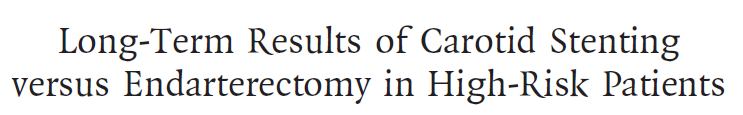 Long-Term Results of Carotid Stenting
versus Endarterectomy in High-Risk Patients